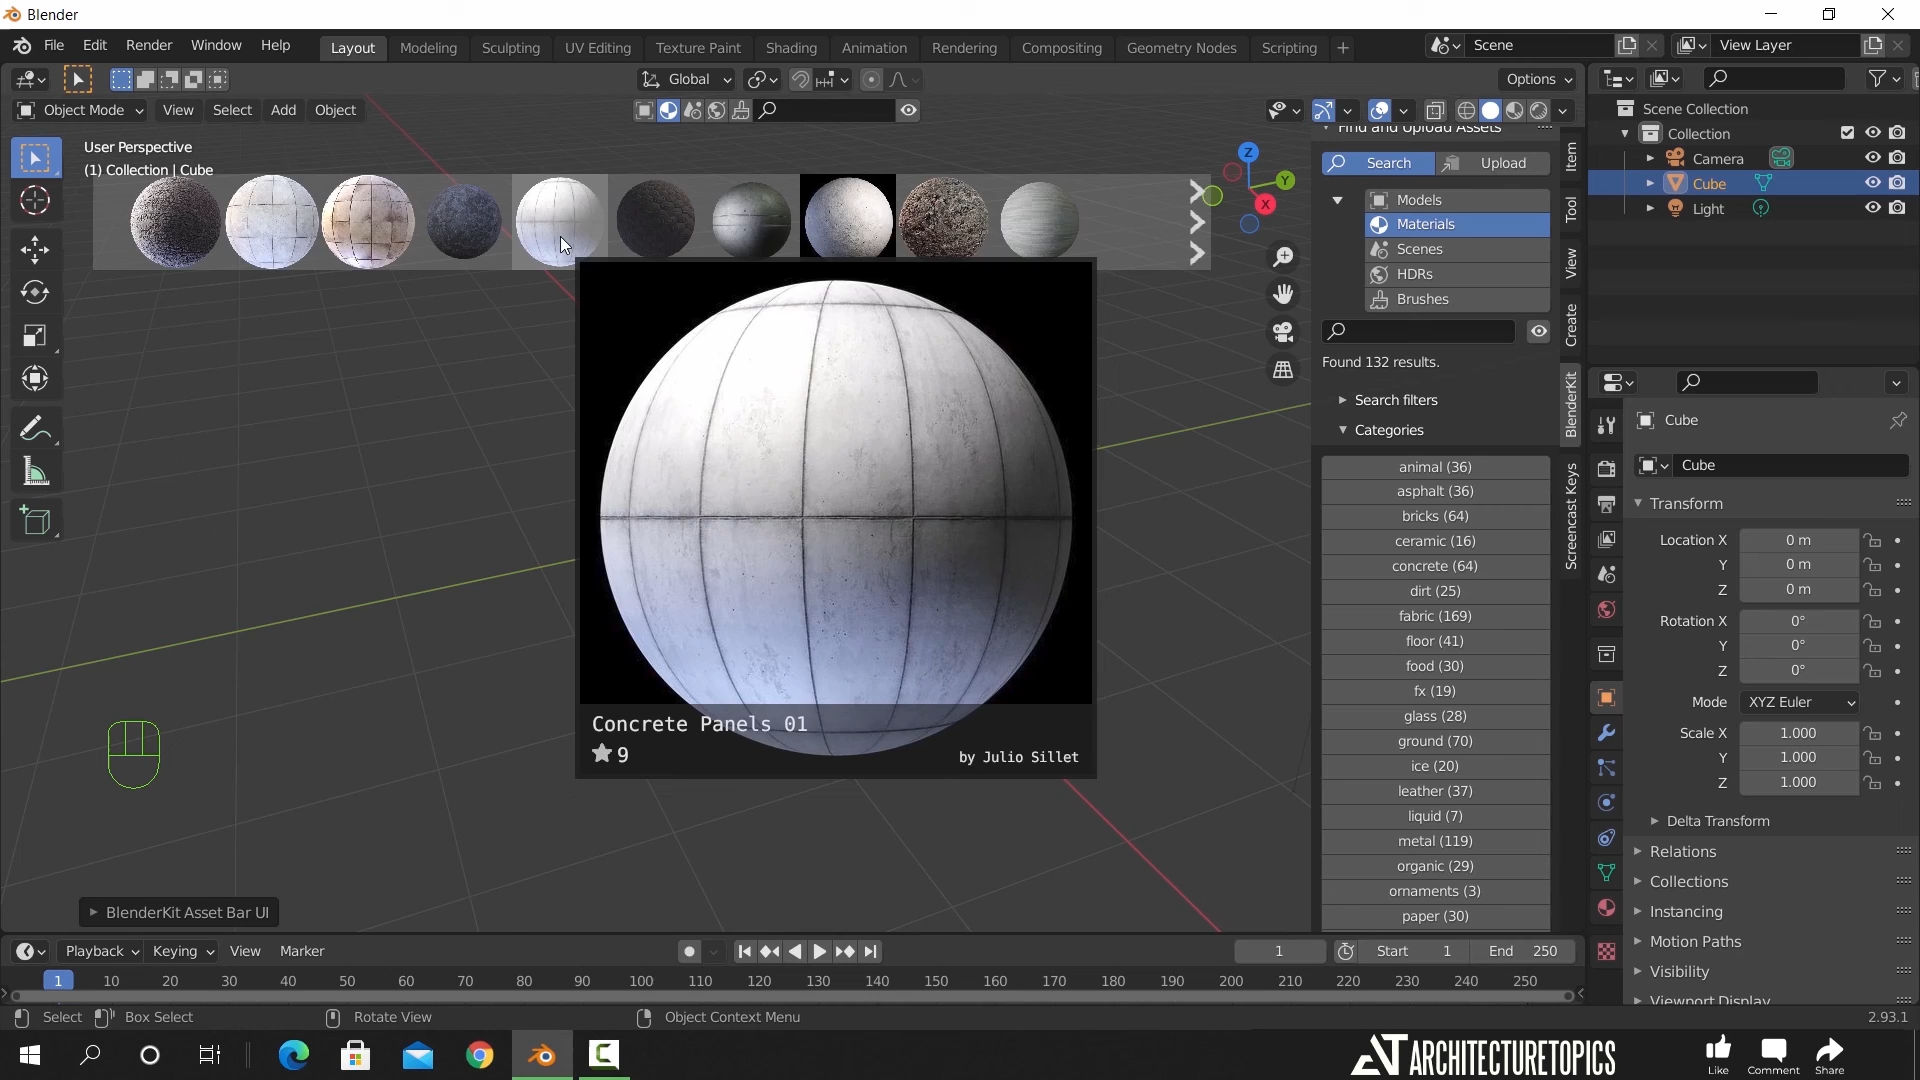 Blender
File Edit Render Window Help
Layout Modeling Sculpting UV Editing Texture Paint Shading Animation Rendering Compositing Geometry Nodes Scripting +
Scene
View Layer
Global
Options
Object Mode View Select Add Object
User Perspective
(1) Collection | Cube
Concrete Panels 01
9
by Julio Sillet
BlenderKit Asset Bar UI
Z
Y
X
Find and Upload Assets
Search Upload
Models
Materials
Scenes
HDRs
Brushes
Found 132 results.
Search filters
Categories
animal (36)
asphalt (36)
bricks (64)
ceramic (16)
concrete (64)
dirt (25)
fabric (169)
floor (41)
food (30)
fx (19)
glass (28)
ground (70)
ice (20)
leather (37)
liquid (7)
metal (119)
organic (29)
ornaments (3)
paper (30)
Item
Tool
View
Create
BlenderKit
Screencast Keys
Scene Collection
Collection
Camera
Cube
Light
Cube
Cube
Transform
Location X 0 m
Y 0 m
Z 0 m
Rotation X 0°
Y 0°
Z 0°
Mode XYZ Euler
Scale X 1.000
Y 1.000
Z 1.000
Delta Transform
Relations
Collections
Instancing
Motion Paths
Visibility
Viewport Display
Playback Keying View Marker
1 Start 1 End 250
1 10 20 30 40 50 60 70 80 90 100 110 120 130 140 150 160 170 180 190 200 210 220 230 240 250
Select Box Select Rotate View Object Context Menu 2.93.1
ARCHITECTURETOPICS
Like Comment Share